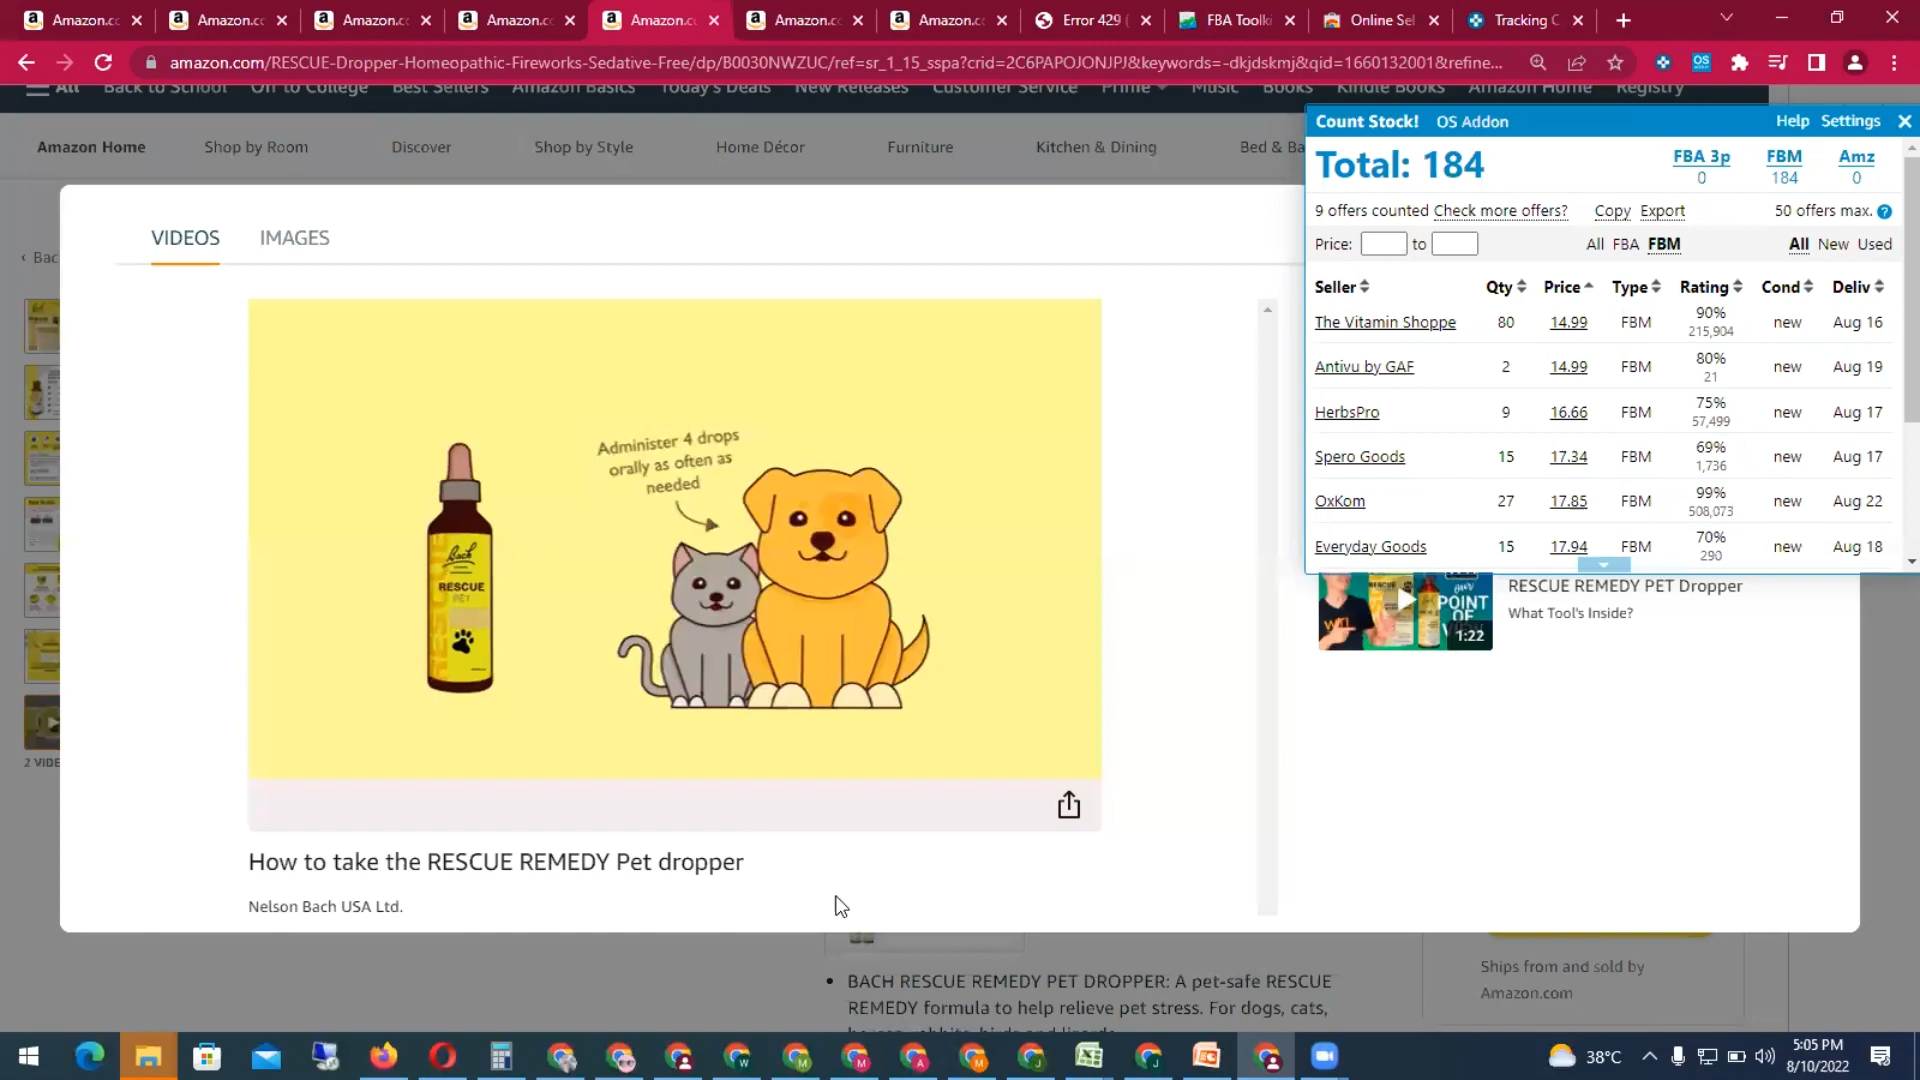 Amazon.co
Amazon.co
Amazon.co
Amazon.co
Amazon.co
Amazon.co
Amazon.co
Error 429 (
FBA Toolki
Online Sel
Tracking C
amazon.com/RESCUE-Dropper-Homeopathic-Fireworks-Sedative-Free/dp/B0030NWZUC/ref=sr_1_15_sspa?crid=2C6PAPOJONJPJ&keywords=-dkjdskmj&qid=1660132001&refine...
OS
All Back to School Off to College Best Sellers Amazon Basics Today's Deals New Releases Customer Service Prime Music Books Kindle Books Amazon Home Registry
Amazon Home Shop by Room Discover Shop by Style Home Décor Furniture Kitchen & Dining Bed & Ba
‹ Bac
2 VIDE
VIDEOS IMAGES
Administer 4 drops
orally as often as
needed
Bach
RESCUE
PET
How to take the RESCUE REMEDY Pet dropper
Nelson Bach USA Ltd.
Count Stock! OS Addon Help Settings
Total: 184
FBA 3p FBM Amz
0 184 0
9 offers counted Check more offers? Copy Export 50 offers max. ?
Price: to All FBA FBM All New Used
Seller Qty Price Type Rating Cond Deliv
The Vitamin Shoppe 80 14.99 FBM 90% 215,904 new Aug 16
Antivu by GAF 2 14.99 FBM 80% 21 new Aug 19
HerbsPro 9 16.66 FBM 75% 57,499 new Aug 17
Spero Goods 15 17.34 FBM 69% 1,736 new Aug 17
OxKom 27 17.85 FBM 99% 508,073 new Aug 22
Everyday Goods 15 17.94 FBM 70% 290 new Aug 18
POINT
OF
1:22
RESCUE REMEDY PET Dropper
What Tool's Inside?
• BACH RESCUE REMEDY PET DROPPER: A pet-safe RESCUE
REMEDY formula to help relieve pet stress. For dogs, cats,
Ships from and sold by
Amazon.com
38°C
5:05 PM
8/10/2022